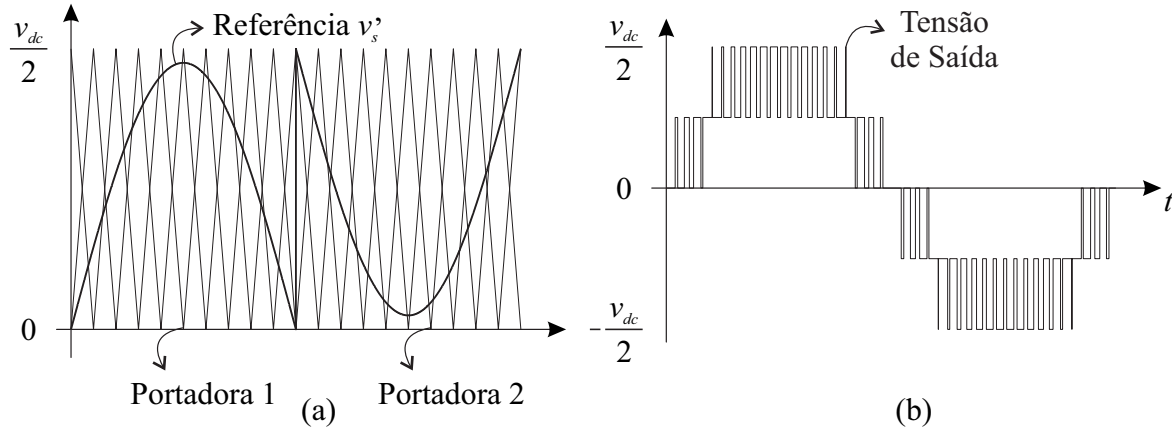 v_dc
2
Referência v_s’
0
Portadora 1
Portadora 2
(a)
v_dc
2
Tensão
de Saída
0
t
- v_dc
2
(b)